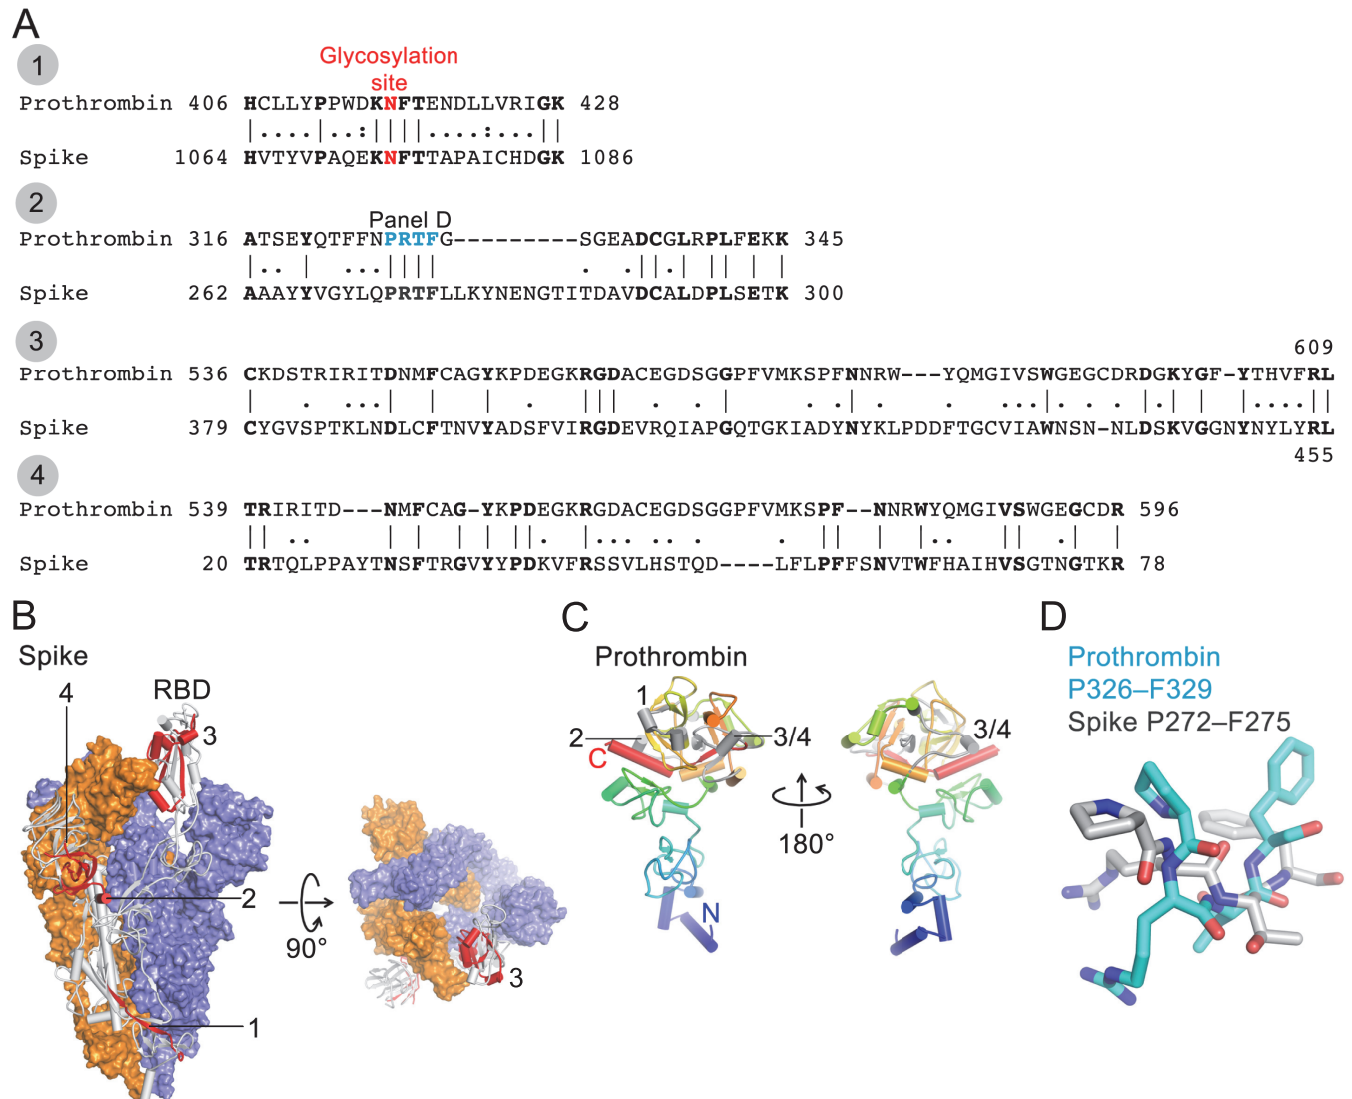 A
1
Glycosylation
site
Prothrombin 406 HCLLYPPWDKNFTENDLLVRIGK 428
|....|..:||||....:...||
Spike 1064 HVTYVPAQEKNFTTAPAICHDGK 1086
2
Panel D
Prothrombin 316 ATSEYQTFFNPRTFG---------SGEADCGLRPLFEKK 345
|.. | ...|||| . .||.| || | |
Spike 262 AAAYYVGYLQPRTFLLKYNENGTITDAVDCALDPLSETK 300
3
609
Prothrombin 536 CKDSTRIRITDNMFCAGYKPDEGKRGDACEGDSGGPFVMKSPFNNRW---YQMGIVSWGEGCDRDGKYGF-YTHVFRL
| . ...| | | ||| . . | . .| . . ...| . .| | | |....||
Spike 379 CYGVSPTKLNDLCFTNVYADSFVIRGDEVRQIAPGQTGKIADYNYKLPDDFTGCVIAWNSN-NLDSKVGGNYNYLYRL
455
4
Prothrombin 539 TRIRITD---NMFCAG-YKPDEGKRGDACEGDSGGPFVMKSPF--NNRWYQMGIVSWGEGCDR 596
|| .. | | | | ||. |... . . . || | |.. || .| |
Spike 20 TRTQLPPAYTNSFTRGVYYPDKVFRSSVLHSTQD----LFLPFFSNVTWFHAIHVSGTNGTKR 78
B
Spike
4
RBD
3
2
1
90°
3
C
Prothrombin
1
2
C
3/4
N
180°
3/4
D
Prothrombin
P326–F329
Spike P272–F275